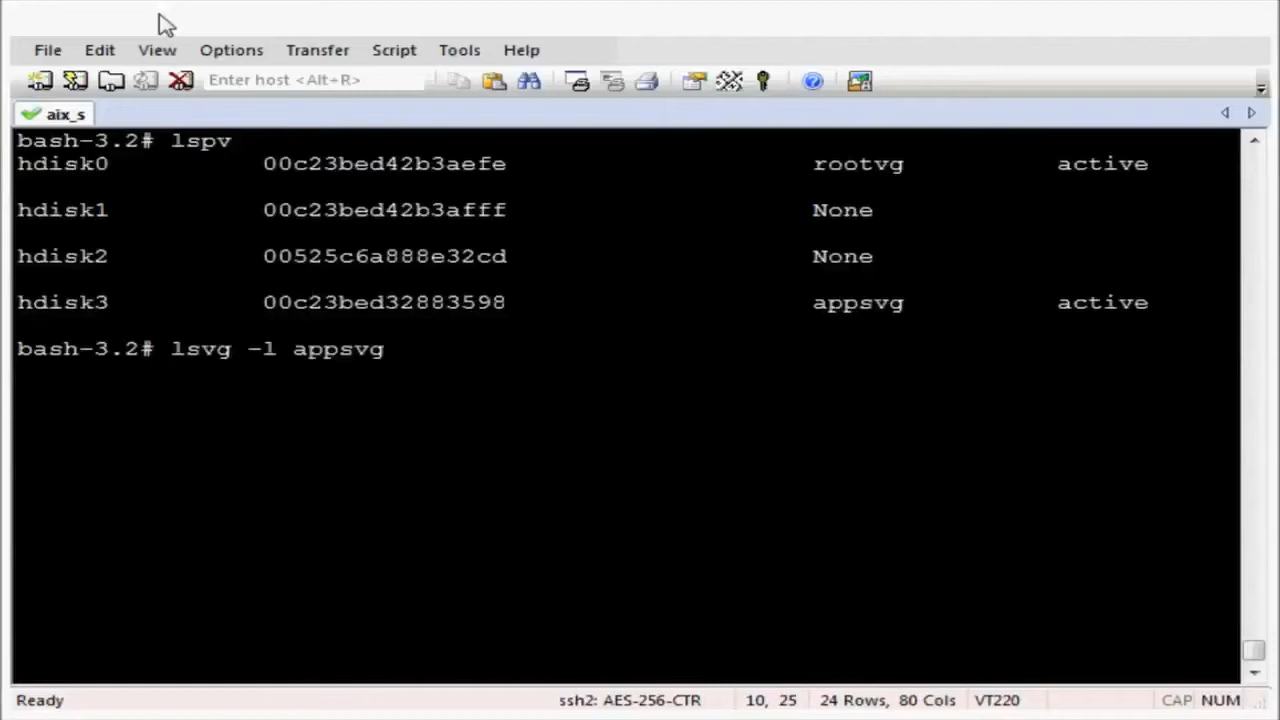 File Edit View Options Transfer Script Tools Help
Enter host <Alt+R>
aix_s
bash-3.2# lspv
hdisk0 00c23bed42b3aefe rootvg active
hdisk1 00c23bed42b3afff None
hdisk2 00525c6a888e32cd None
hdisk3 00c23bed32883598 appsvg active
bash-3.2# lsvg -l appsvg
Ready ssh2: AES-256-CTR 10, 25 24 Rows, 80 Cols VT220 CAP NUM